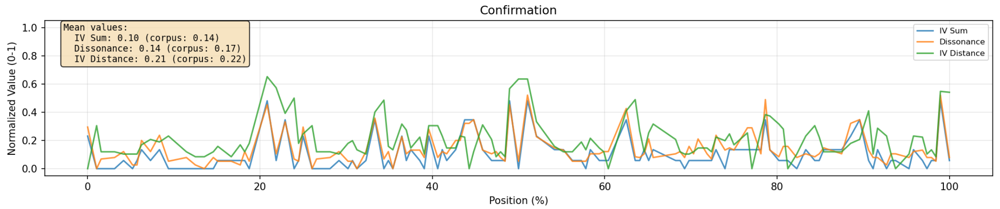 Confirmation
Mean values:
IV Sum: 0.10 (corpus: 0.14)
Dissonance: 0.14 (corpus: 0.17)
IV Distance: 0.21 (corpus: 0.22)
IV Sum
Dissonance
IV Distance
Normalized Value (0-1)
1.0
0.8
0.6
0.4
0.2
0.0
0 20 40 60 80 100
Position (%)